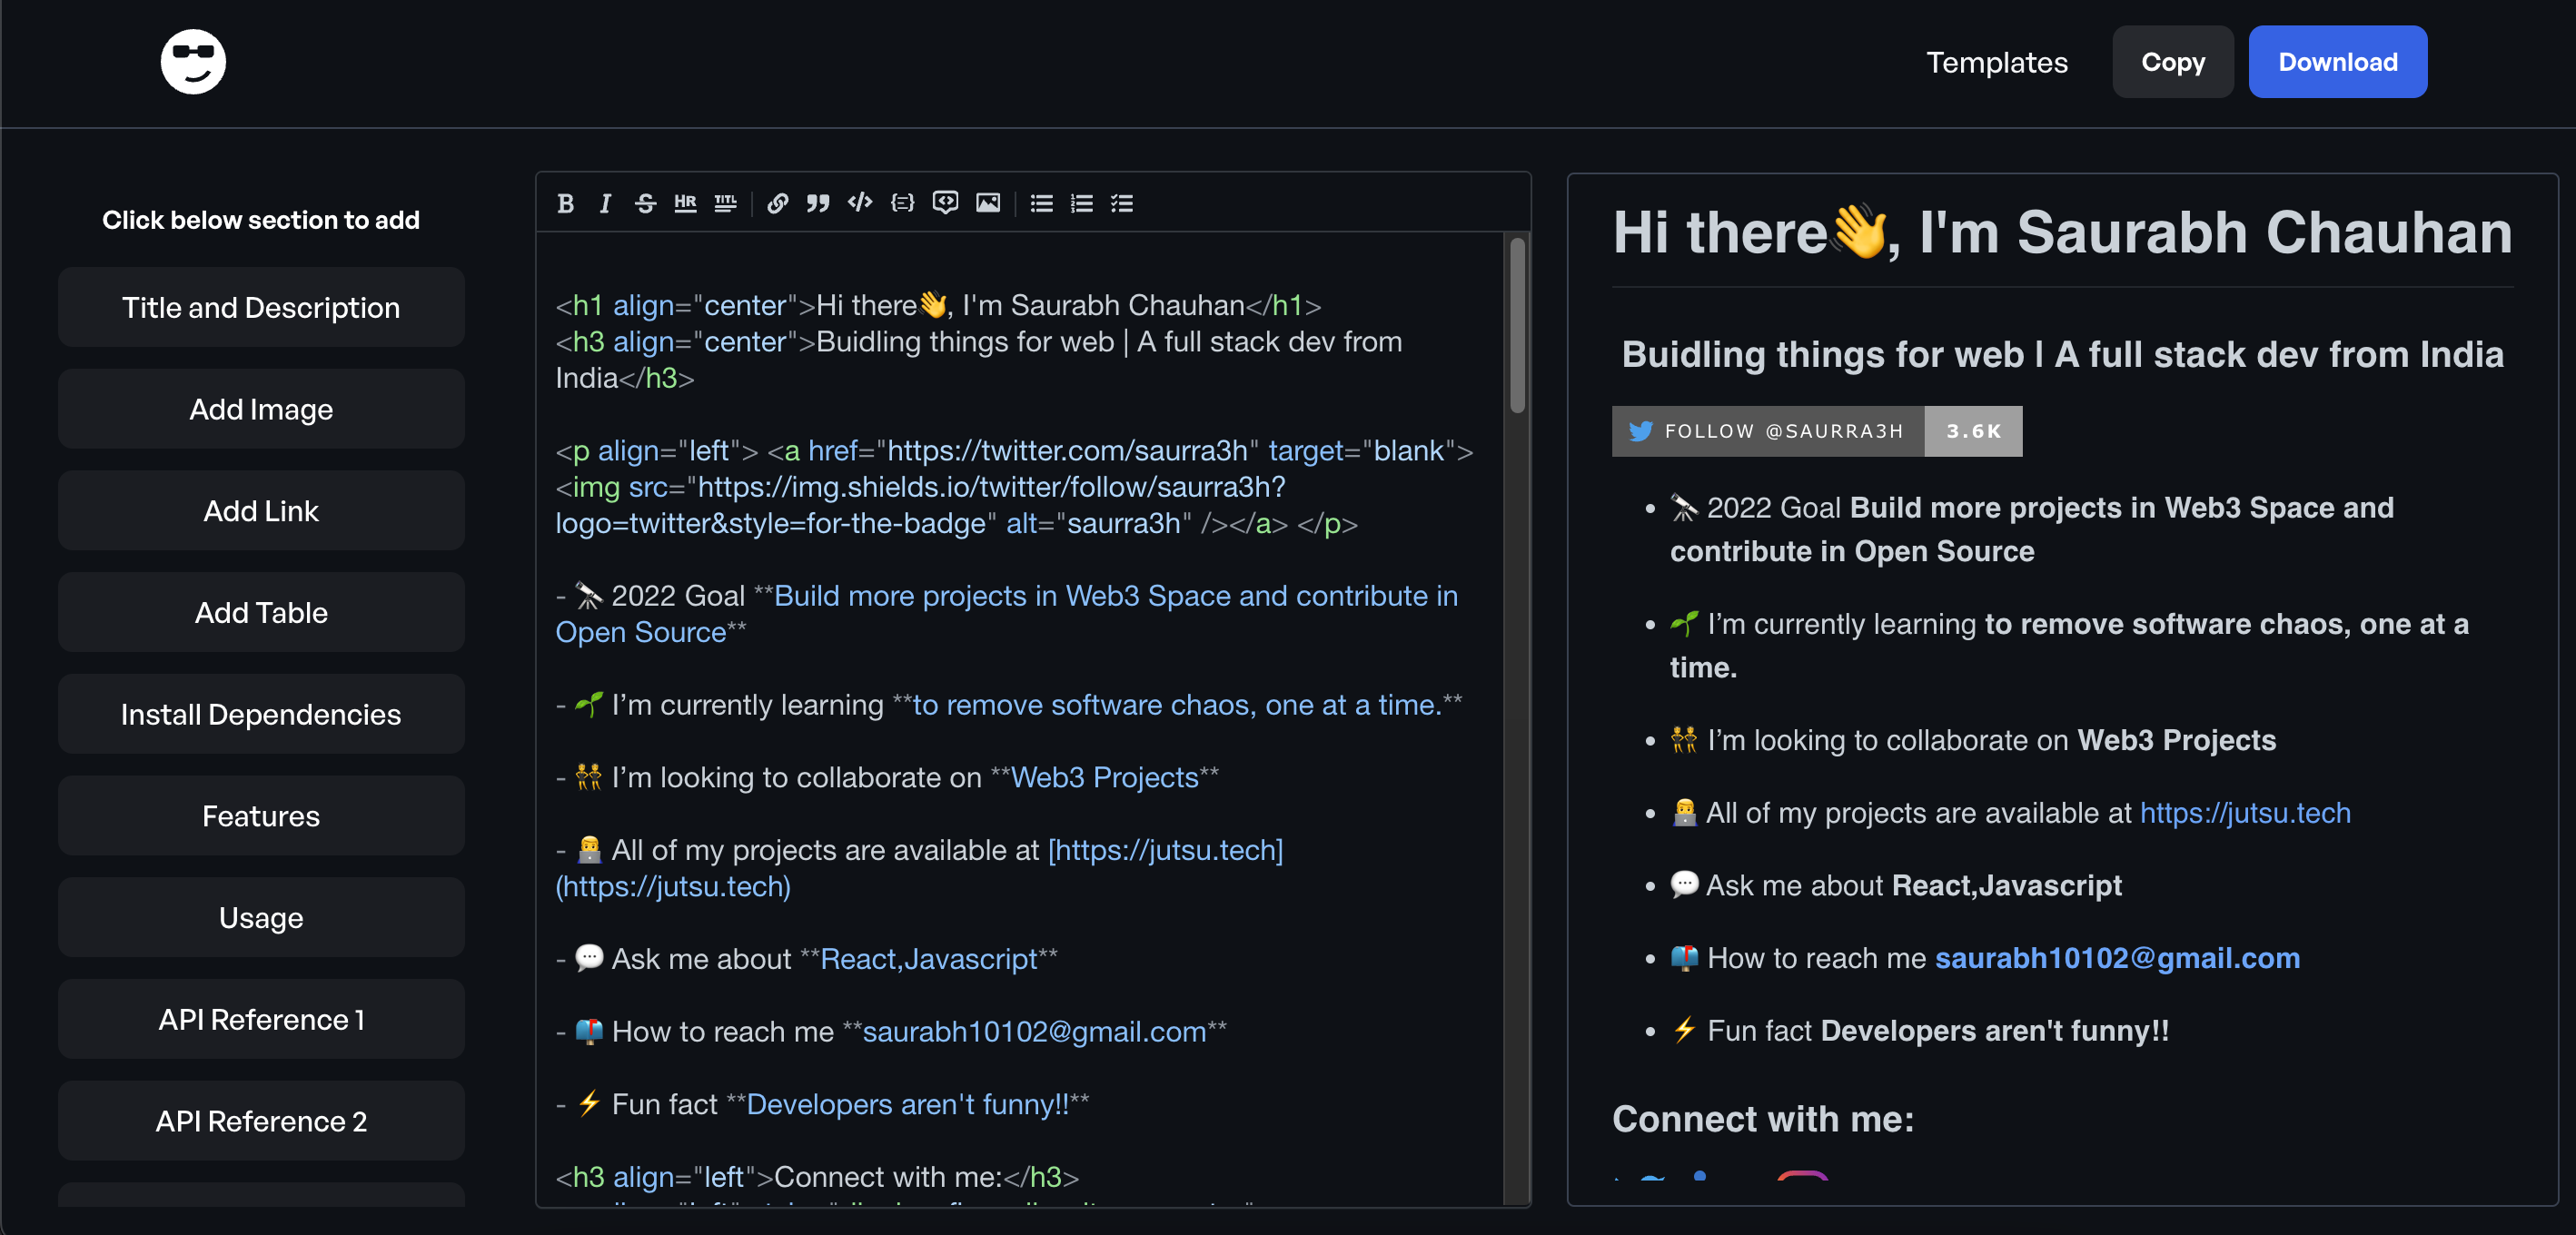 Templates
Copy
Download
Click below section to add
Title and Description
Add Image
Add Link
Add Table
Install Dependencies
Features
Usage
API Reference 1
API Reference 2
B I S HR TITL
<h1 align="center">Hi there👋, I'm Saurabh Chauhan</h1>
<h3 align="center">Buidling things for web | A full stack dev from
India</h3>
<p align="left"> <a href="https://twitter.com/saurra3h" target="blank">
<img src="https://img.shields.io/twitter/follow/saurra3h?
logo=twitter&style=for-the-badge" alt="saurra3h" /></a> </p>
- 🔭 2022 Goal **Build more projects in Web3 Space and contribute in
Open Source**
- 🌱 I’m currently learning **to remove software chaos, one at a time.**
- 👯 I’m looking to collaborate on **Web3 Projects**
- 👨‍💻 All of my projects are available at [https://jutsu.tech]
(https://jutsu.tech)
- 💬 Ask me about **React,Javascript**
- 📫 How to reach me **saurabh10102@gmail.com**
- ⚡ Fun fact **Developers aren't funny!!**
<h3 align="left">Connect with me:</h3>
Hi there👋, I'm Saurabh Chauhan
Buidling things for web | A full stack dev from India
FOLLOW @SAURRA3H 3.6K
• 🔭 2022 Goal Build more projects in Web3 Space and
contribute in Open Source
• 🌱 I’m currently learning to remove software chaos, one at a
time.
• 👯 I’m looking to collaborate on Web3 Projects
• 👨‍💻 All of my projects are available at https://jutsu.tech
• 💬 Ask me about React,Javascript
• 📫 How to reach me saurabh10102@gmail.com
• ⚡ Fun fact Developers aren't funny!!
Connect with me: